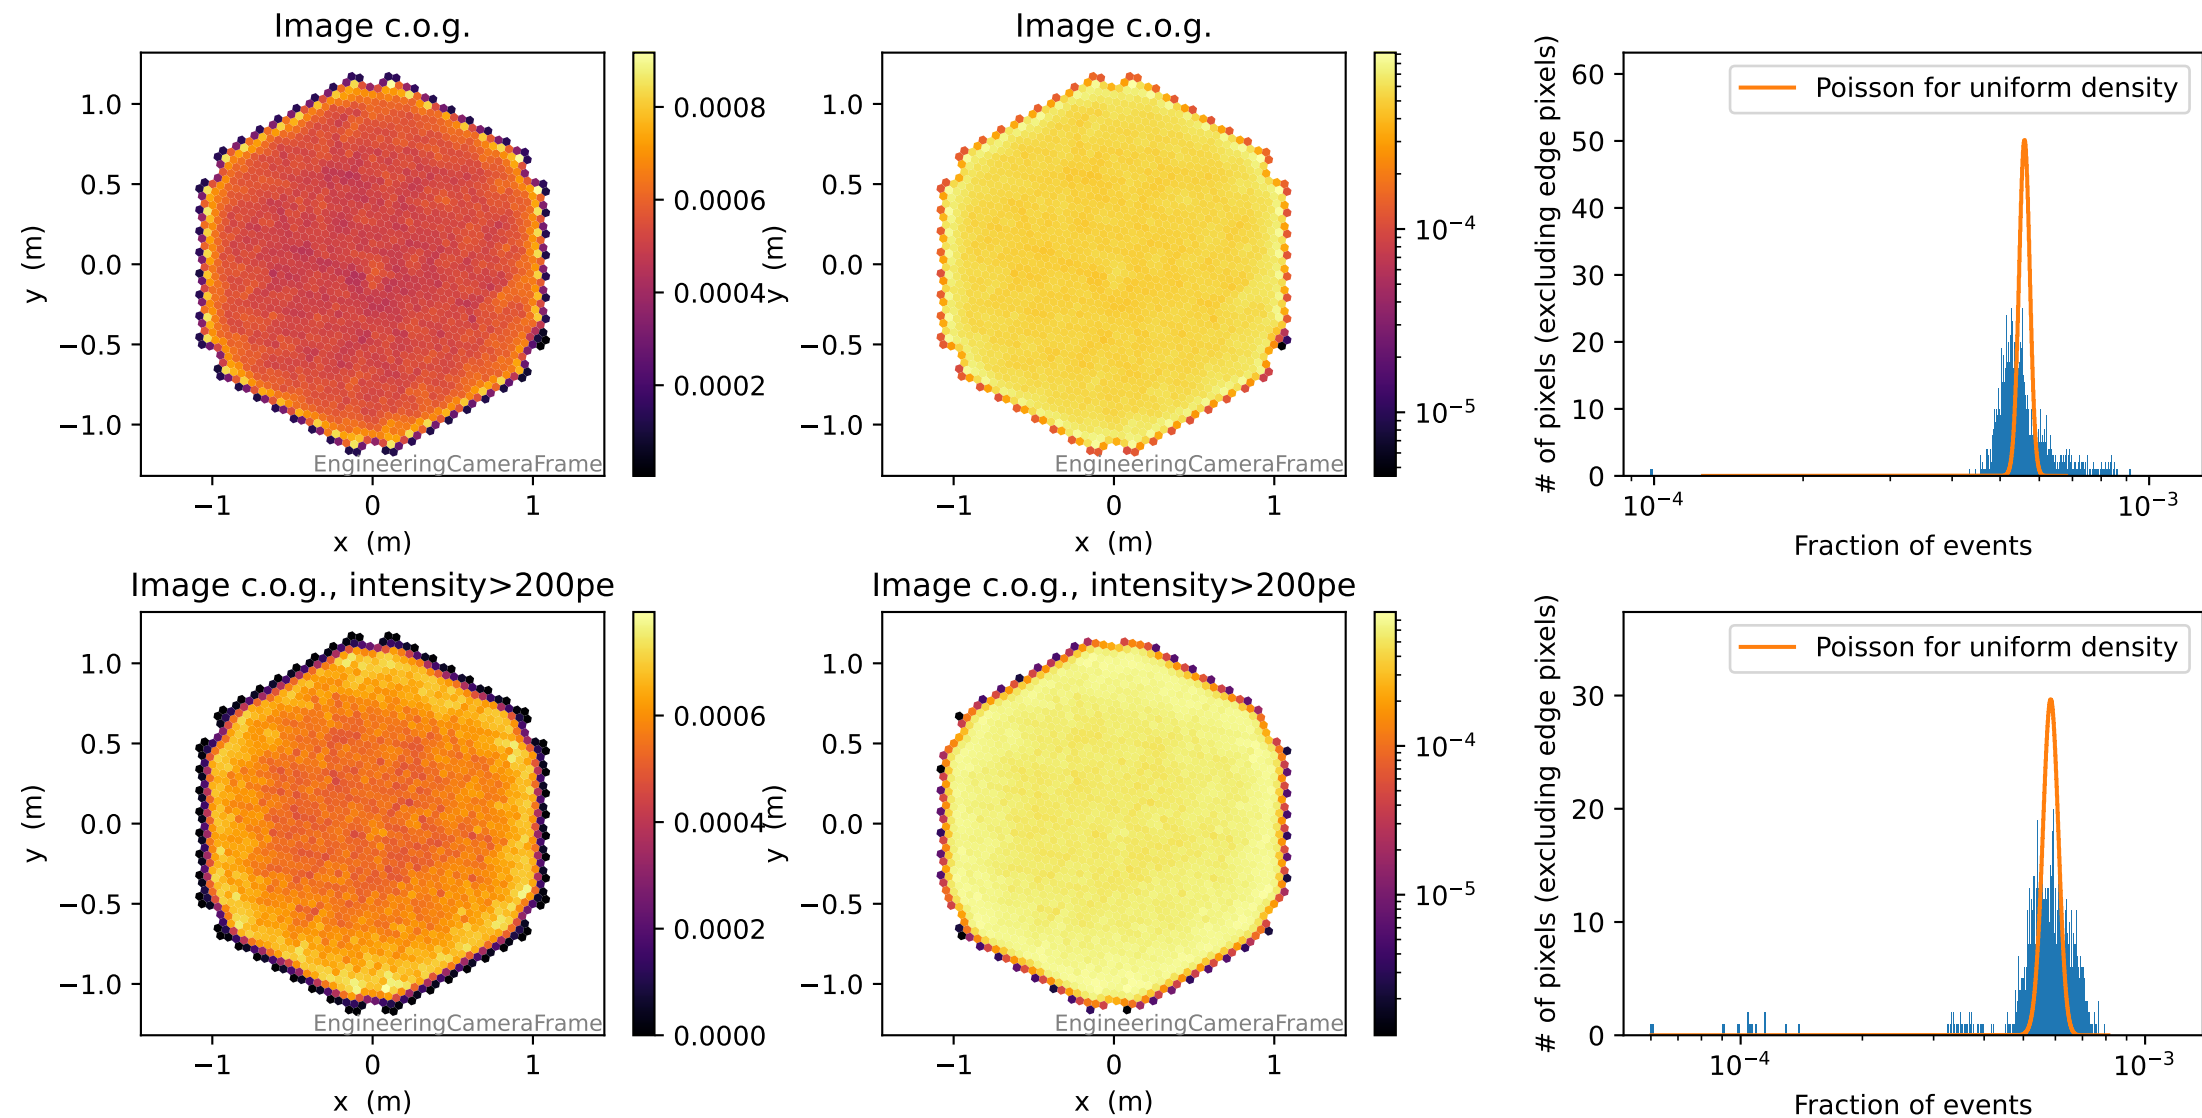 Image c.o.g.
1.0
0.5
0.0
−0.5
−1.0
y (m)
−1
0
1
x (m)
EngineeringCameraFrame
0.0008
0.0006
0.0004
0.0002
Image c.o.g.
1.0
0.5
0.0
−0.5
−1.0
y (m)
−1
0
1
x (m)
EngineeringCameraFrame
10⁻⁴
10⁻⁵
# of pixels (excluding edge pixels)
60
50
40
30
20
10
0
Poisson for uniform density
10⁻⁴
10⁻³
Fraction of events
Image c.o.g., intensity>200pe
1.0
0.5
0.0
−0.5
−1.0
y (m)
−1
0
1
x (m)
EngineeringCameraFrame
0.0006
0.0004
0.0002
0.0000
Image c.o.g., intensity>200pe
1.0
0.5
0.0
−0.5
−1.0
y (m)
−1
0
1
x (m)
EngineeringCameraFrame
10⁻⁴
10⁻⁵
# of pixels (excluding edge pixels)
30
20
10
0
Poisson for uniform density
10⁻⁴
10⁻³
Fraction of events